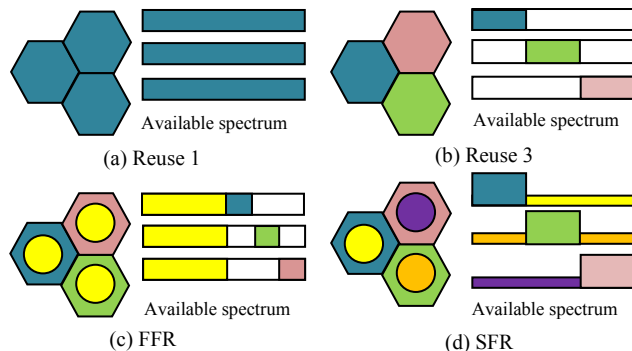 Available spectrum
(a) Reuse 1
Available spectrum
(b) Reuse 3
Available spectrum
(c) FFR
Available spectrum
(d) SFR